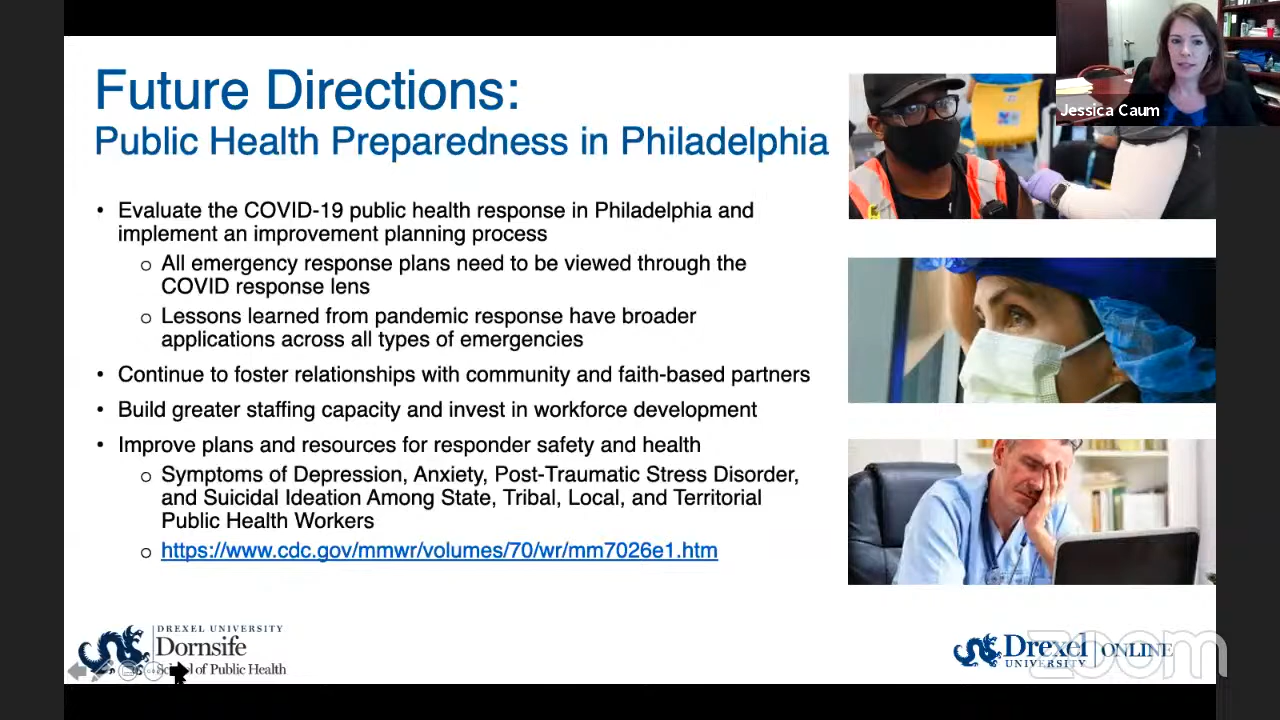 Future Directions:
Public Health Preparedness in Philadelphia
Jessica Caum
• Evaluate the COVID-19 public health response in Philadelphia and
implement an improvement planning process
o All emergency response plans need to be viewed through the
COVID response lens
o Lessons learned from pandemic response have broader
applications across all types of emergencies
• Continue to foster relationships with community and faith-based partners
• Build greater staffing capacity and invest in workforce development
• Improve plans and resources for responder safety and health
o Symptoms of Depression, Anxiety, Post-Traumatic Stress Disorder,
and Suicidal Ideation Among State, Tribal, Local, and Territorial
Public Health Workers
o https://www.cdc.gov/mmwr/volumes/70/wr/mm7026e1.htm
DREXEL UNIVERSITY
Dornsife
School of Public Health
Drexel
UNIVERSITY
ONLINE
zoom